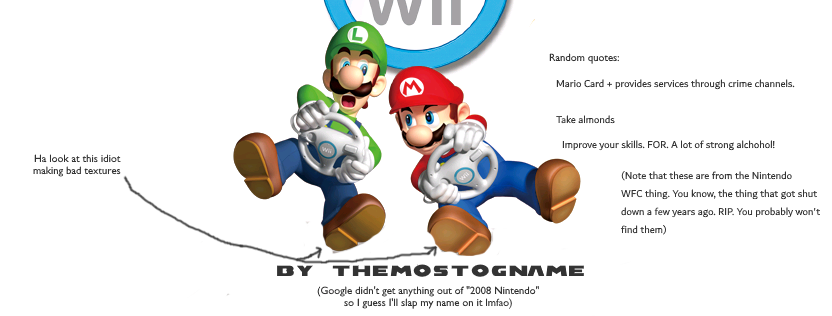 Wii
L
M
Wii
Wii
Random quotes:
Mario Card + provides services through crime channels.
Take almonds
Improve your skills. FOR. A lot of strong alchohol!
(Note that these are from the Nintendo
WFC thing. You know, the thing that got shut
down a few years ago. RIP. You probably won't
find them)
Ha look at this idiot
making bad textures
BY THEMOSTOGNAME
(Google didn't get anything out of "2008 Nintendo"
so I guess I'll slap my name on it lmfao)